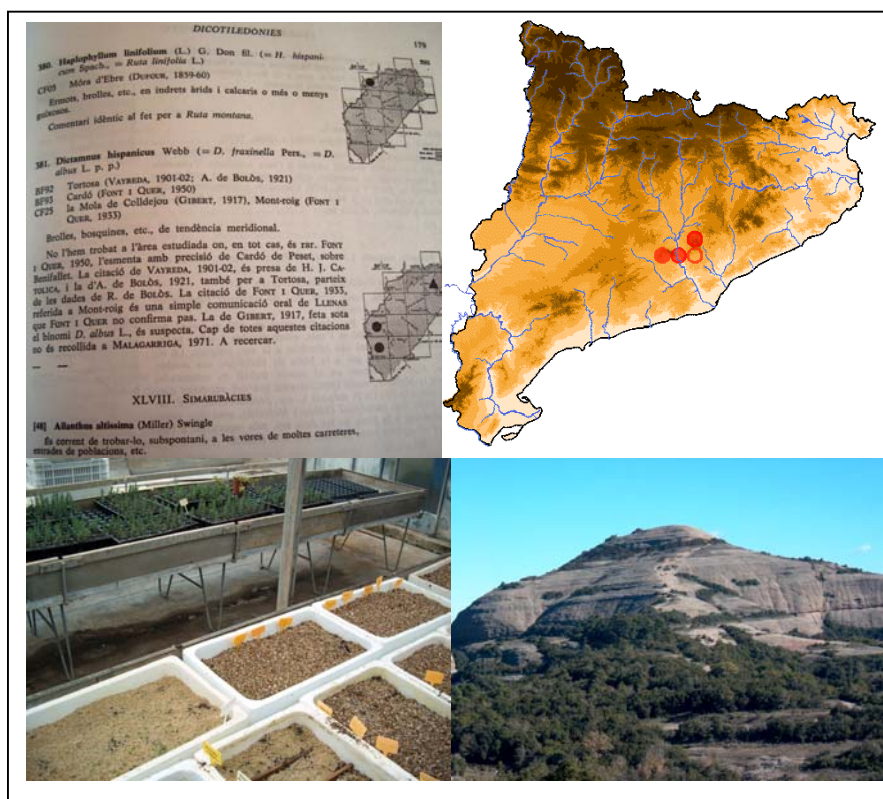 DICOTILEDÒNIES
179
380. Haplophyllum linifolium (L.) G. Don fil. (= H. hispani-
cum Spach., = Ruta linifolia L.)
CF05 Móra d'Ebre (DUFOUR, 1859-60)
Ermots, brolles, etc., en indrets àrids i calcaris o més o menys
guixosos.
Comentari idèntic al fet per a Ruta montana.
381. Dictamnus hispanicus Webb (= D. fraxinella Pers., = D.
albus L. p. p.)
BF92 Tortosa (VAYREDA, 1901-02; A. de BOLÒS, 1921)
BF93 Cardó (FONT I QUER, 1950)
CF25 la Mola de Colldejou (GIBERT, 1917), Mont-roig (FONT I
QUER, 1933)
Brolles, bosquines, etc., de tendència meridional.
No l'hem trobat a l'àrea estudiada on, en tot cas, és rar. FONT
I QUER, 1950, l'esmenta amb precisió de Cardó de Peset, sobre
Benifallet. La citació de VAYREDA, 1901-02, és presa de H. J. CA-
TOLICA, i la d'A. de BOLÒS, 1921, també per a Tortosa, parteix
de les dades de R. de BOLÒS. La citació de FONT I QUER, 1933,
referida a Mont-roig és una simple comunicació oral de LLENAS
que FONT I QUER no confirma pas. La de GIBERT, 1917, feta sota
el binomi D. albus L., és suspecta. Cap de totes aquestes citacions
no és recollida a MALAGARRIGA, 1971. A recercar.
XLVIII. SIMARUBÀCIES
[48] Ailanthus altissima (Miller) Swingle
És corrent de trobar-lo, subspontani, a les vores de moltes carreteres,
entrades de poblacions, etc.